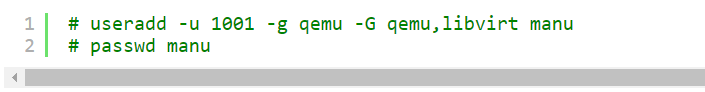 1 # useradd -u 1001 -g qemu -G qemu,libvirt manu
2 # passwd manu